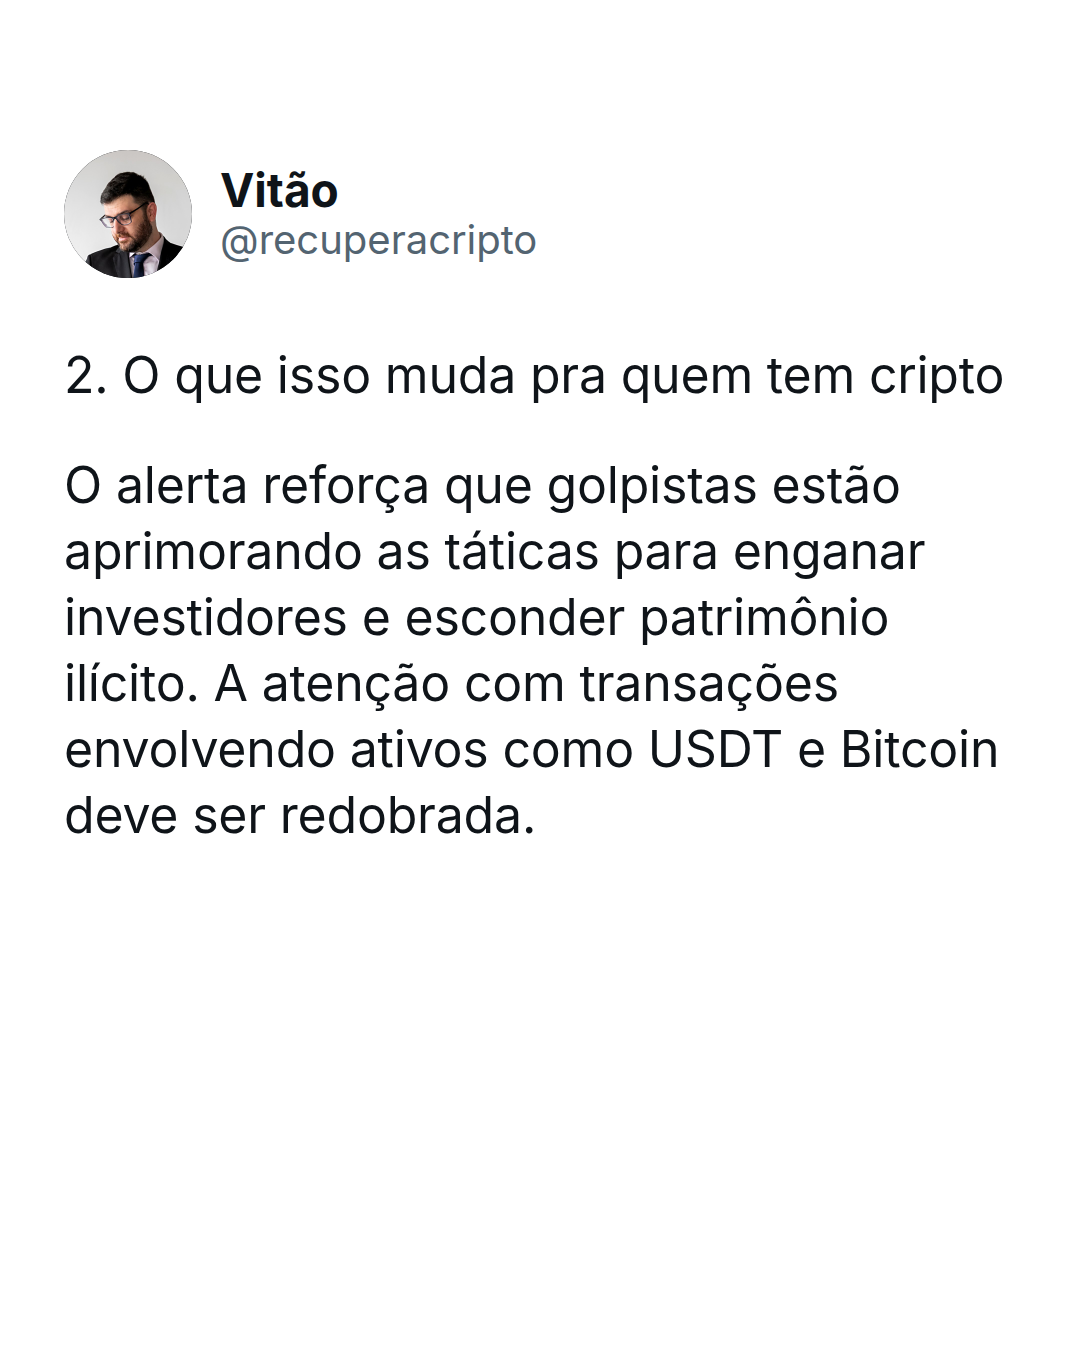 Vitão
@recuperacripto
2. O que isso muda pra quem tem cripto
O alerta reforça que golpistas estão
aprimorando as táticas para enganar
investidores e esconder patrimônio
ilícito. A atenção com transações
envolvendo ativos como USDT e Bitcoin
deve ser redobrada.